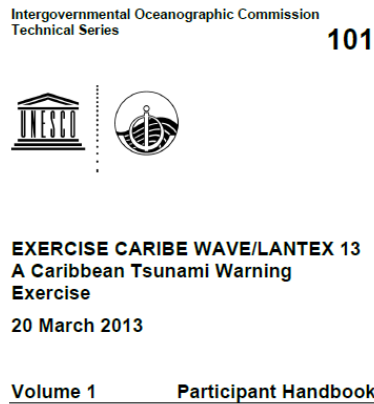 Intergovernmental Oceanographic Commission
Technical Series
101
UNESCO
EXERCISE CARIBE WAVE/LANTEX 13
A Caribbean Tsunami Warning
Exercise
20 March 2013
Volume 1 Participant Handbook